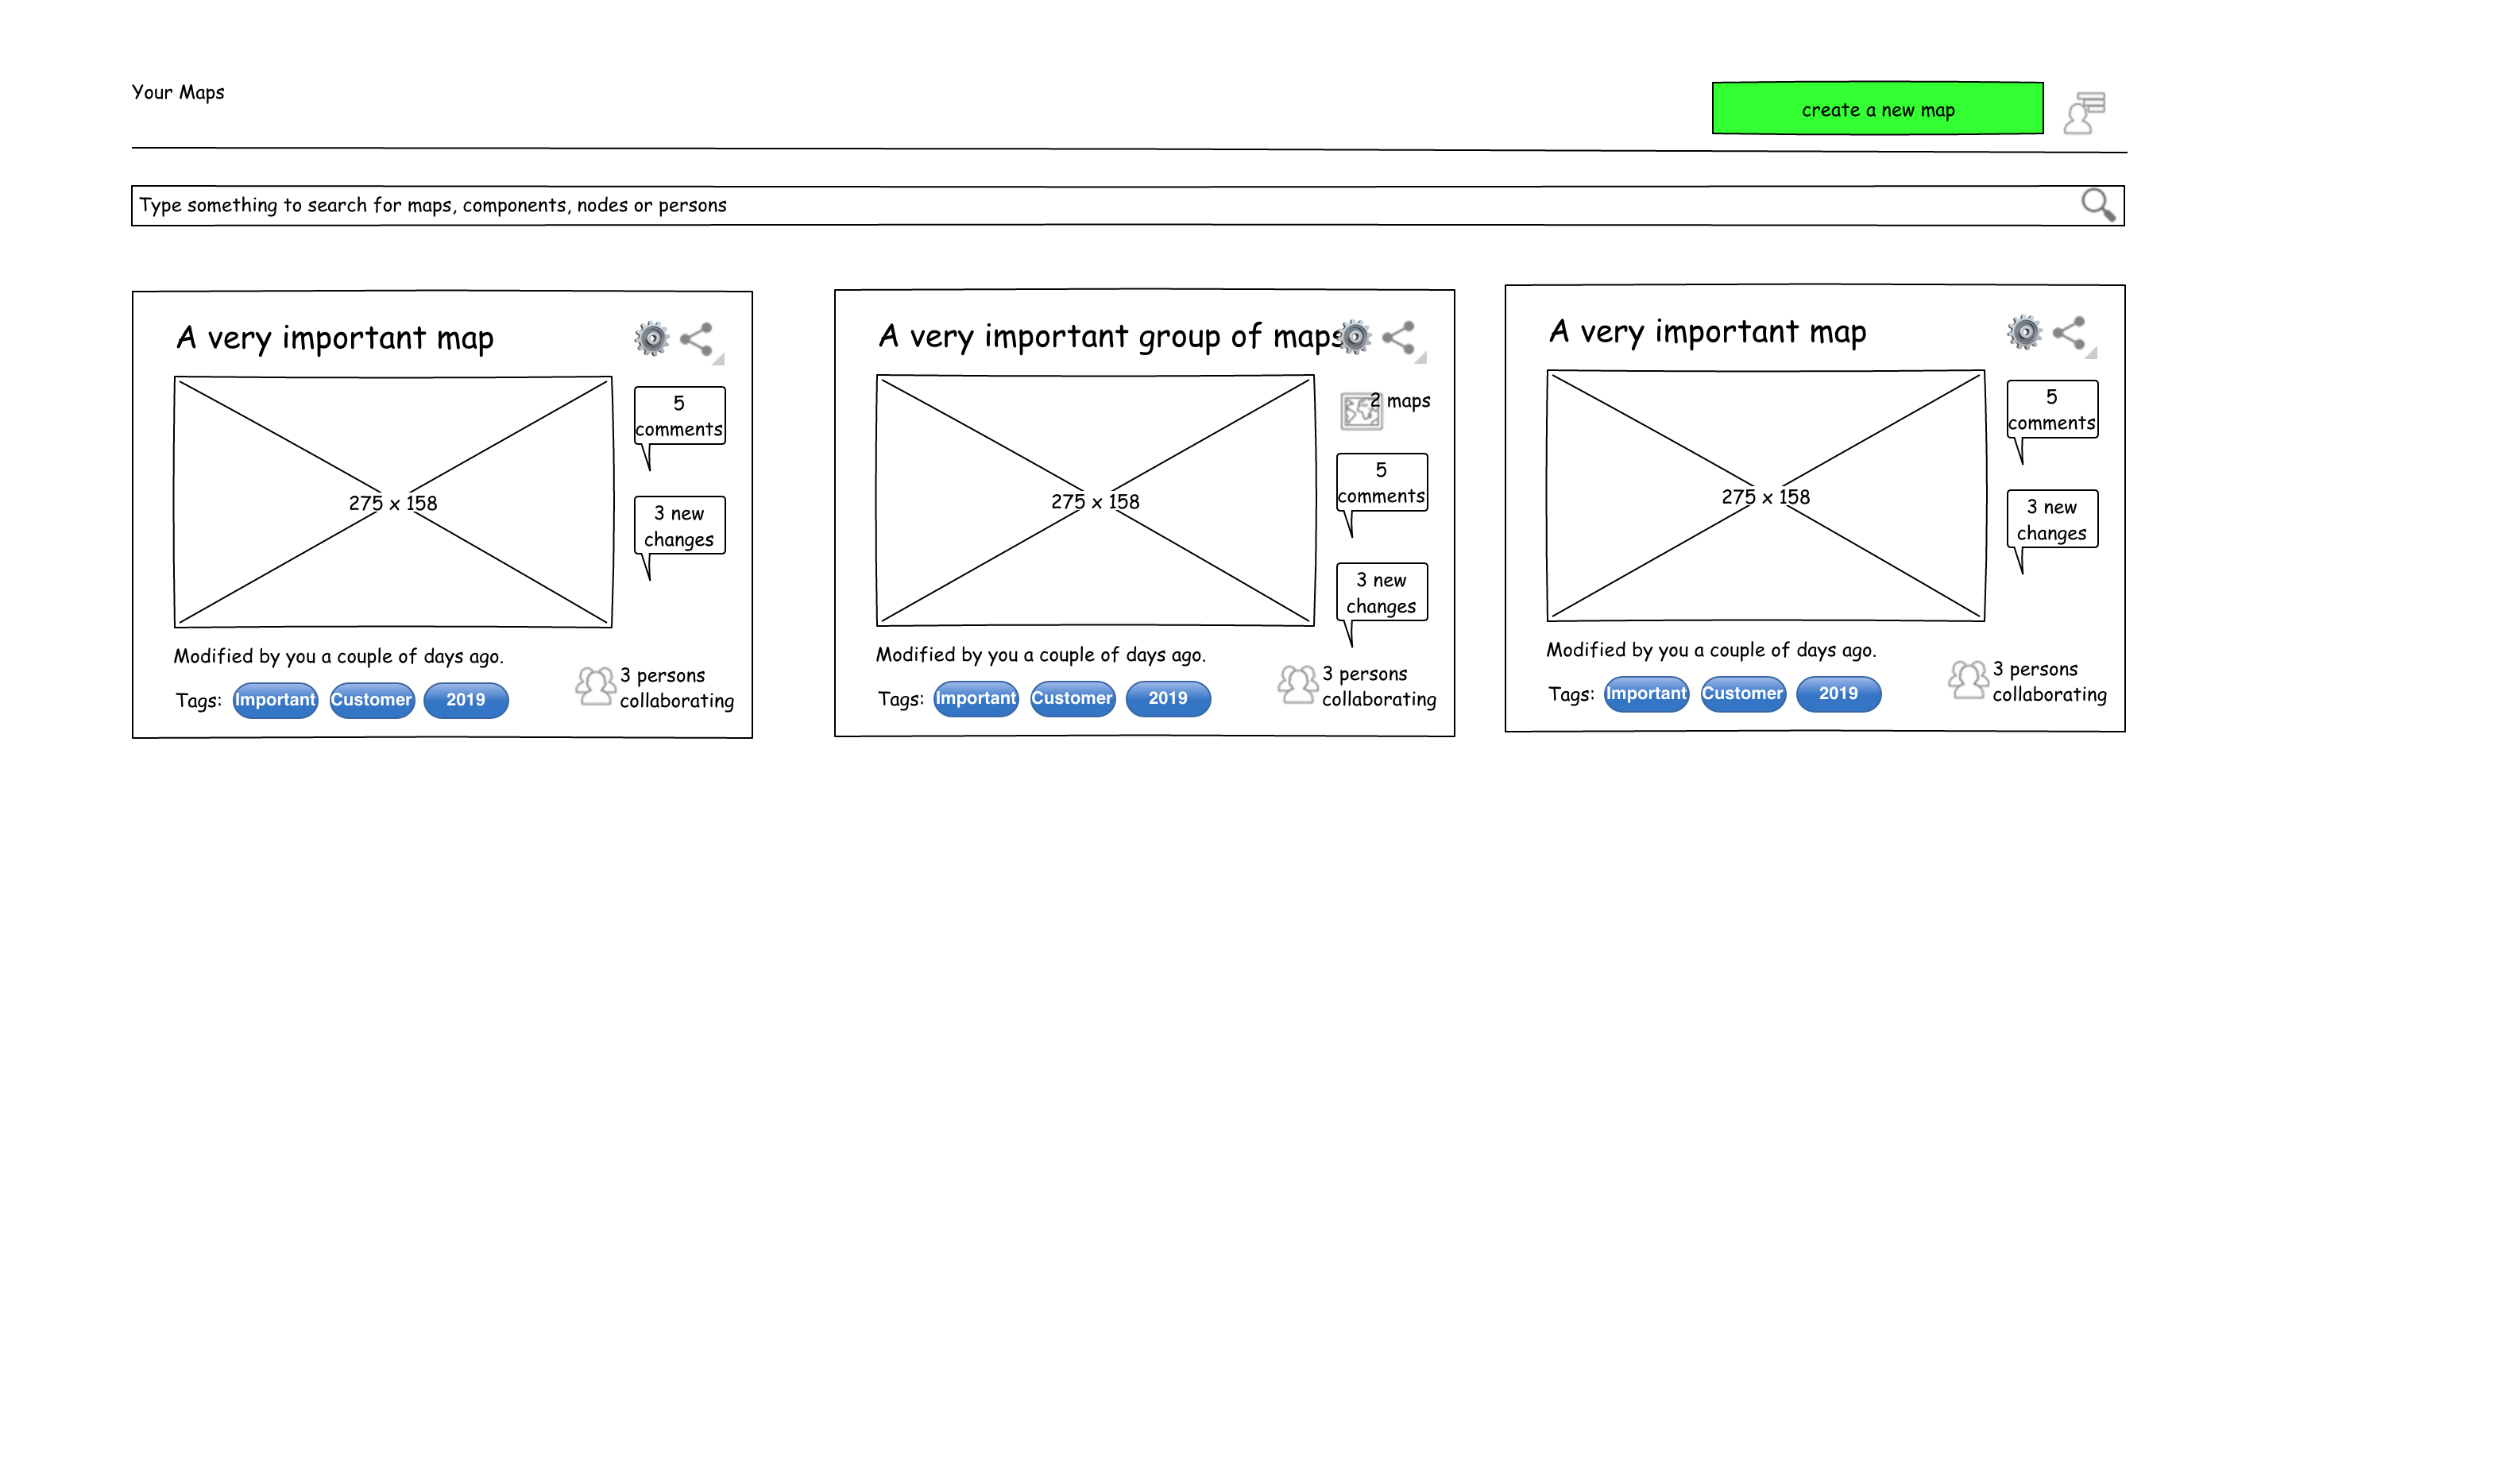 Your Maps
create a new map
Type something to search for maps, components, nodes or persons
A very important map
5
comments
275 x 158
3 new
changes
Modified by you a couple of days ago.
3 persons
collaborating
Tags: Important Customer 2019
A very important group of maps
2 maps
5
comments
275 x 158
3 new
changes
Modified by you a couple of days ago.
3 persons
collaborating
Tags: Important Customer 2019
A very important map
5
comments
275 x 158
3 new
changes
Modified by you a couple of days ago.
3 persons
collaborating
Tags: Important Customer 2019